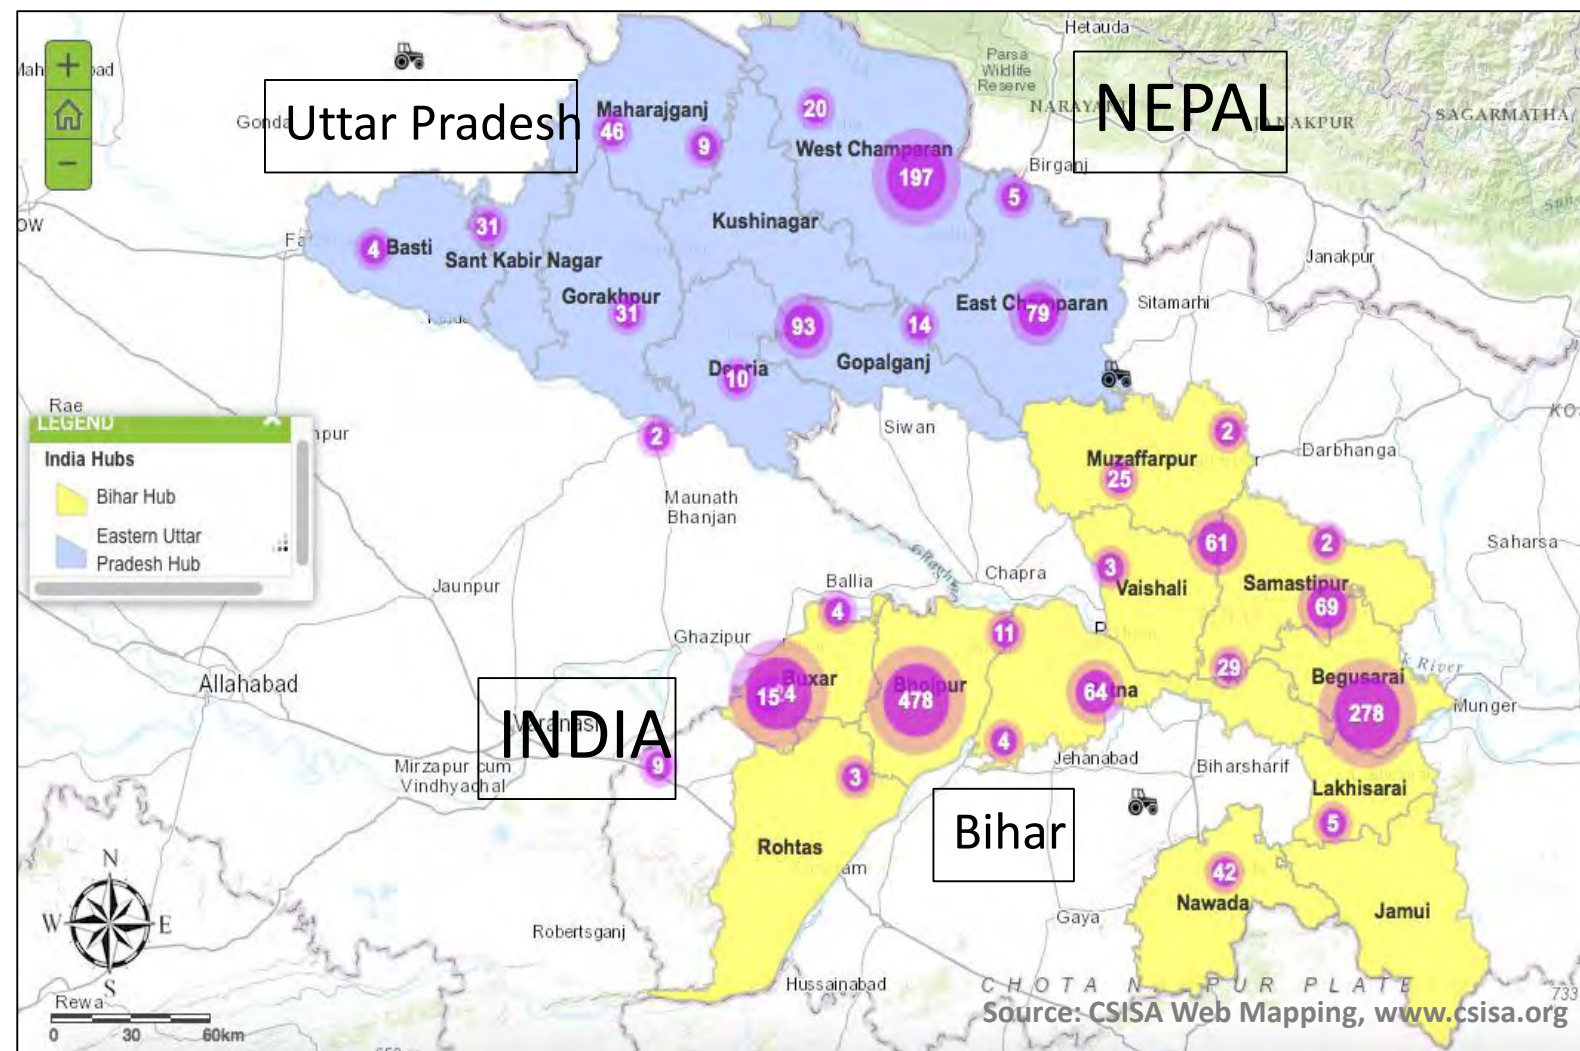 Hetauda
Parsa
Wildlife
Reserve
NEPAL
SAGARMATHA
+
Uttar Pradesh
Maharajganj
46
9
20
West Champaran
197
Birganj
5
−
Kushinagar
31
4
Basti
Sant Kabir Nagar
Janakpur
Gorakhpur
31
93
14
East Champaran
79
Sitamarhi
Gopalganj
10
Rae
LEGEND
India Hubs
Bihar Hub
Eastern Uttar
Pradesh Hub
2
Siwan
2
Muzaffarpur
25
Darbhanga
Maunath
Bhanjan
61
2
Saharsa
Jaunpur
Ballia
Chapra
3
Vaishali
Samastipur
69
4
11
Ghazipur
29
River
Begusarai
Allahabad
Buxar
478
64
278
Munger
INDIA
4
Jehanabad
Biharsharif
Mirzapur cum
Vindhyachal
9
3
Lakhisarai
5
Bihar
Rohtas
42
Nawada
Jamui
N
W E
S
Gaya
Robertsganj
Hussainabad
Rewa
Source: CSISA Web Mapping, www.csisa.org
733
0 30 60km